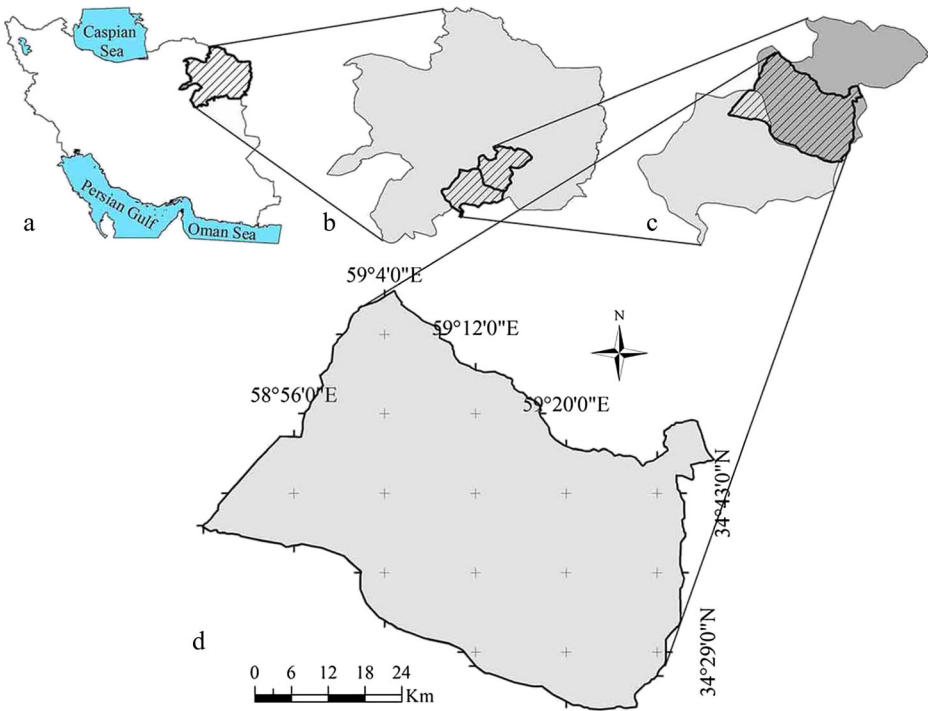 Caspian
Sea
Persian Gulf
Oman Sea
a
b
c
59°4'0"E
59°12'0"E
N
58°56'0"E
59°20'0"E
34°43'0"N
34°29'0"N
d
0 6 12 18 24
Km